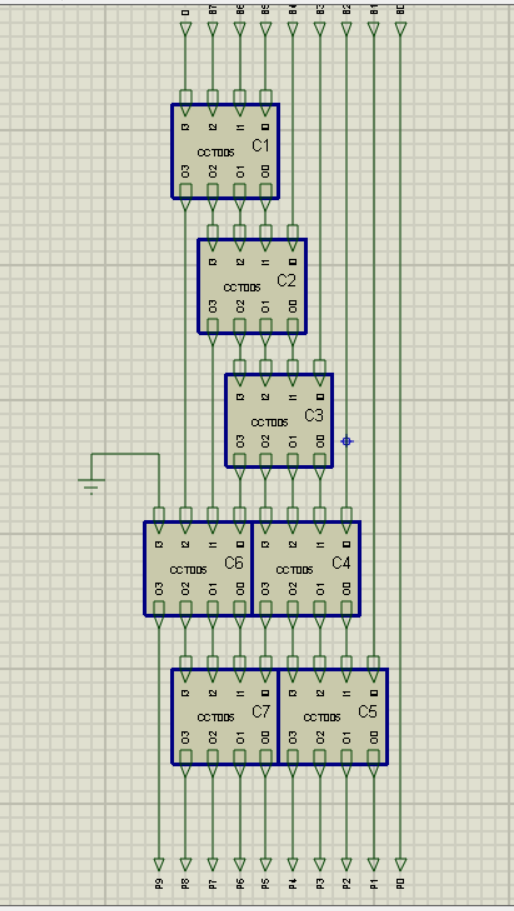 0 B7 B6 B5 B4 B3 B2 B1 B0
I3 I2 I1 I0
CCT005 C1
O3 O2 O1 O0
I3 I2 I1 I0
CCT005 C2
O3 O2 O1 O0
I3 I2 I1 I0
CCT005 C3
O3 O2 O1 O0
I3 I2 I1 I0 I3 I2 I1 I0
CCT005 C6 CCT005 C4
O3 O2 O1 O0 O3 O2 O1 O0
I3 I2 I1 I0 I3 I2 I1 I0
CCT005 C7 CCT005 C5
O3 O2 O1 O0 O3 O2 O1 O0
P9 P8 P7 P6 P5 P4 P3 P2 P1 P0